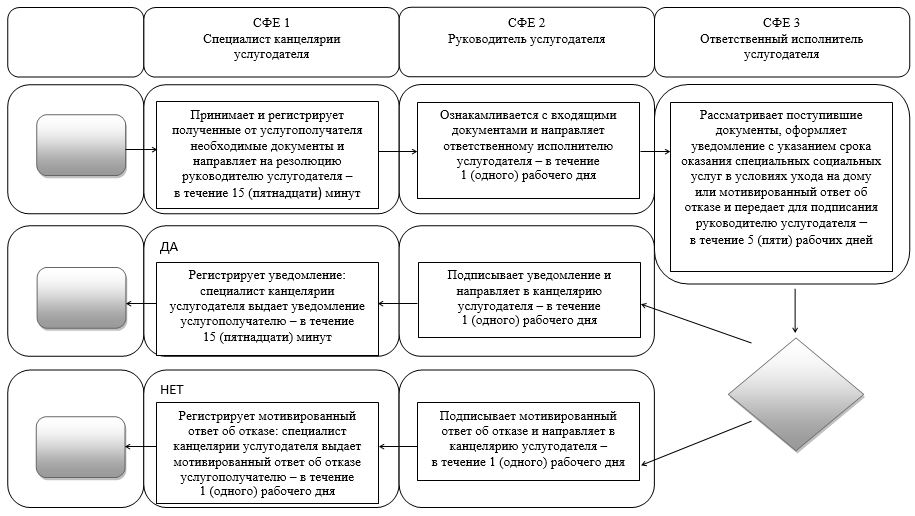 СФЕ 1
Специалист канцелярии
услугодателя
СФЕ 2
Руководитель услугодателя
СФЕ 3
Ответственный исполнитель
услугодателя
Принимает и регистрирует
полученные от услугополучателя
необходимые документы и
направляет на резолюцию
руководителю услугодателя –
в течение 15 (пятнадцати) минут
Ознакамливается с входящими
документами и направляет
ответственному исполнителю
услугодателя – в течение
1 (одного) рабочего дня
Рассматривает поступившие
документы, оформляет
уведомление с указанием срока
оказания специальных социальных
услуг в условиях ухода на дому
или мотивированный ответ об
отказе и передает для подписания
руководителю услугодателя –
в течение 5 (пяти) рабочих дней
ДА
Регистрирует уведомление:
специалист канцелярии
услугодателя выдает уведомление
услугополучателю – в течение
15 (пятнадцати) минут
Подписывает уведомление и
направляет в канцелярию
услугодателя – в течение
1 (одного) рабочего дня
НЕТ
Регистрирует мотивированный
ответ об отказе: специалист
канцелярии услугодателя выдает
мотивированный ответ об отказе
услугополучателю – в течение
1 (одного) рабочего дня
Подписывает мотивированный
ответ об отказе и направляет в
канцелярию услугодателя –
в течение 1 (одного) рабочего дня